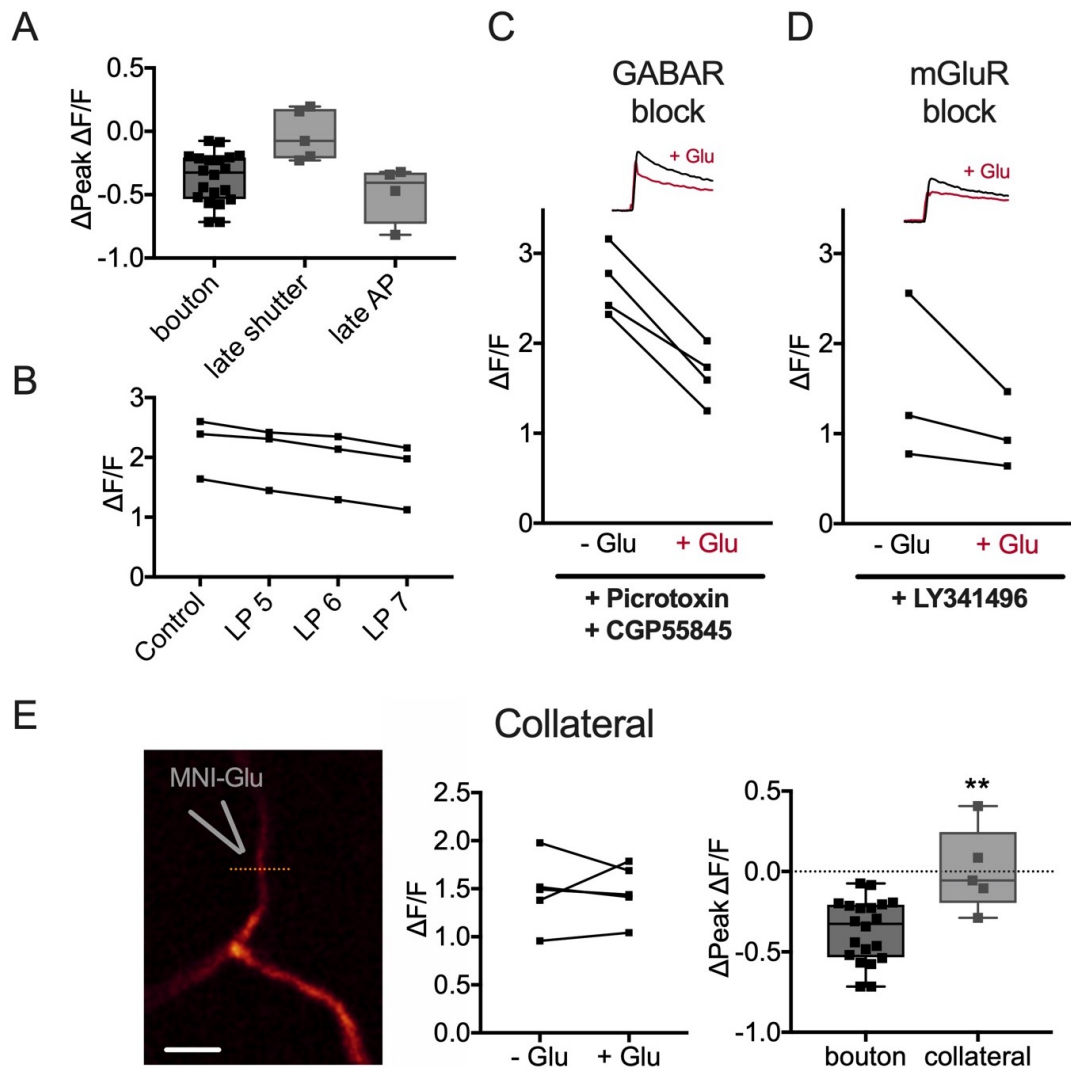 A
0.5
0.0
-0.5
-1.0
ΔPeak ΔF/F
bouton
late shutter
late AP
B
3
2
1
0
ΔF/F
Control
LP 5
LP 6
LP 7
C
GABAR
block
+ Glu
3
2
1
0
ΔF/F
- Glu + Glu
+ Picrotoxin
+ CGP55845
D
mGluR
block
+ Glu
3
2
1
0
ΔF/F
- Glu + Glu
+ LY341496
E
Collateral
MNI-Glu
2.5
2.0
1.5
1.0
0.5
0.0
ΔF/F
- Glu + Glu
**
0.5
0.0
-0.5
-1.0
ΔPeak ΔF/F
bouton collateral